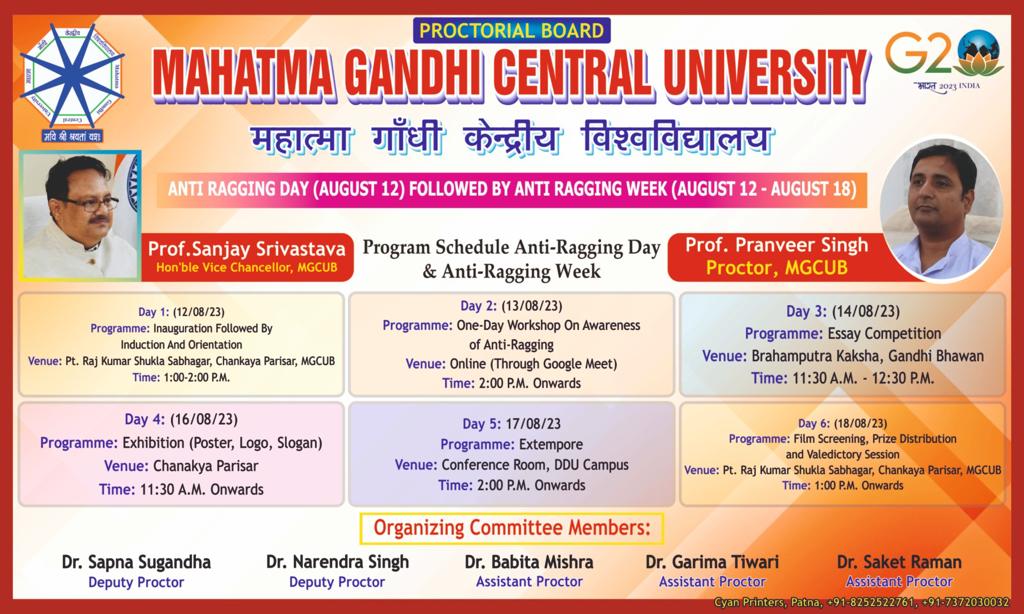 PROCTORIAL BOARD
MAHATMA GANDHI CENTRAL UNIVERSITY
G20
भारत 2023 INDIA
महात्मा गाँधी केन्द्रीय विश्वविद्यालय
ANTI RAGGING DAY (AUGUST 12) FOLLOWED BY ANTI RAGGING WEEK (AUGUST 12 - AUGUST 18)
Prof.Sanjay Srivastava
Hon'ble Vice Chancellor, MGCUB
Program Schedule Anti-Ragging Day
& Anti-Ragging Week
Prof. Pranveer Singh
Proctor, MGCUB
Day 1: (12/08/23)
Programme: Inauguration Followed By
Induction And Orientation
Venue: Pt. Raj Kumar Shukla Sabhagar, Chankaya Parisar, MGCUB
Time: 1:00-2:00 P.M.
Day 2: (13/08/23)
Programme: One-Day Workshop On Awareness
of Anti-Ragging
Venue: Online (Through Google Meet)
Time: 2:00 P.M. Onwards
Day 3: (14/08/23)
Programme: Essay Competition
Venue: Brahamputra Kaksha, Gandhi Bhawan
Time: 11:30 A.M. - 12:30 P.M.
Day 4: (16/08/23)
Programme: Exhibition (Poster, Logo, Slogan)
Venue: Chanakya Parisar
Time: 11:30 A.M. Onwards
Day 5: 17/08/23)
Programme: Extempore
Venue: Conference Room, DDU Campus
Time: 2:00 P.M. Onwards
Day 6: (18/08/23)
Programme: Film Screening, Prize Distribution
and Valedictory Session
Venue: Pt. Raj Kumar Shukla Sabhagar, Chankaya Parisar, MGCUB
Time: 1:00 P.M. Onwards
Organizing Committee Members:
Dr. Sapna Sugandha
Deputy Proctor
Dr. Narendra Singh
Deputy Proctor
Dr. Babita Mishra
Assistant Proctor
Dr. Garima Tiwari
Assistant Proctor
Dr. Saket Raman
Assistant Proctor
Cyan Printers, Patna, +91-8252522761, +91-7372030032